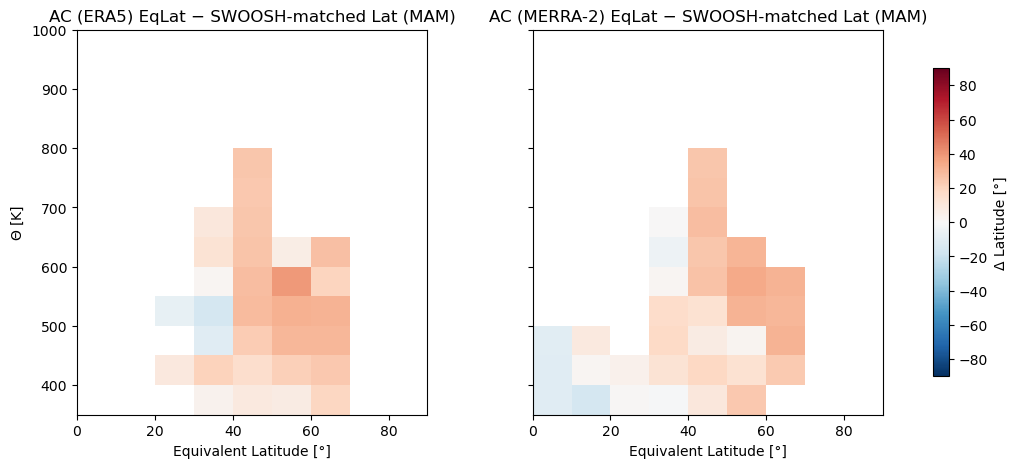 AC (ERA5) EqLat − SWOOSH-matched Lat (MAM)
AC (MERRA-2) EqLat − SWOOSH-matched Lat (MAM)
1000
900
800
700
600
500
400
Θ [K]
0 20 40 60 80
Equivalent Latitude [°]
0 20 40 60 80
Equivalent Latitude [°]
80
60
40
20
0
−20
−40
−60
−80
Δ Latitude [°]